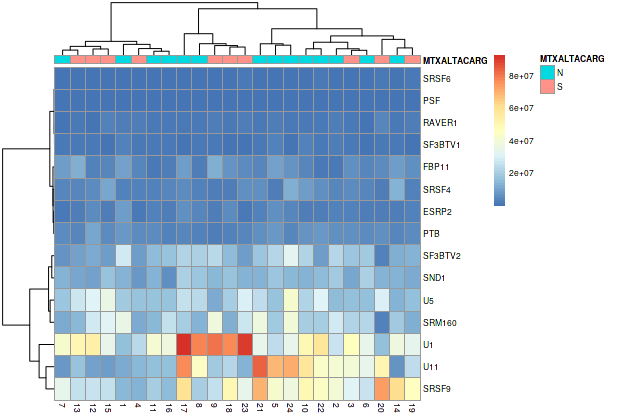 MTXALTACARG
SRSF6
PSF
RAVER1
SF3BTV1
FBP11
SRSF4
ESRP2
PTB
SF3BTV2
SND1
U5
SRM160
U1
U11
SRSF9
7 13 12 15 1 4 11 16 17 8 9 18 23 21 5 24 10 22 2 3 6 20 14 19
8e+07
6e+07
4e+07
2e+07
MTXALTACARG
N
S